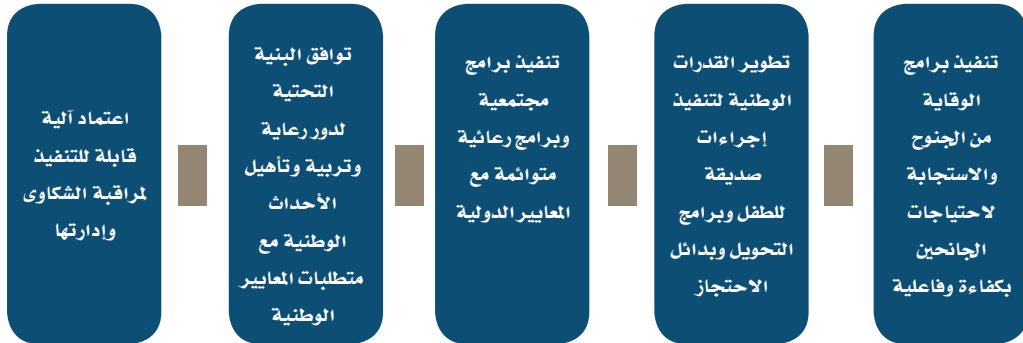 تنفيذ برامج
الوقاية
من الجنوح
والاستجابة
لاحتياجات
الجانحين
بكفاءة وفاعلية
تطوير القدرات
الوطنية لتنفيذ
إجراءات
صديقة
للطفل وبرامج
التحويل وبدائل
الاحتجاز
تنفيذ برامج
مجتمعية
وبرامج رعائية
متوائمة مع
المعايير الدولية
توافق البنية
التحتية
لدور رعاية
وتربية وتأهيل
الأحداث
الوطنية مع
متطلبات المعايير
الوطنية
اعتماد آلية
قابلة للتنفيذ
لمراقبة الشكاوى
وإدارتها